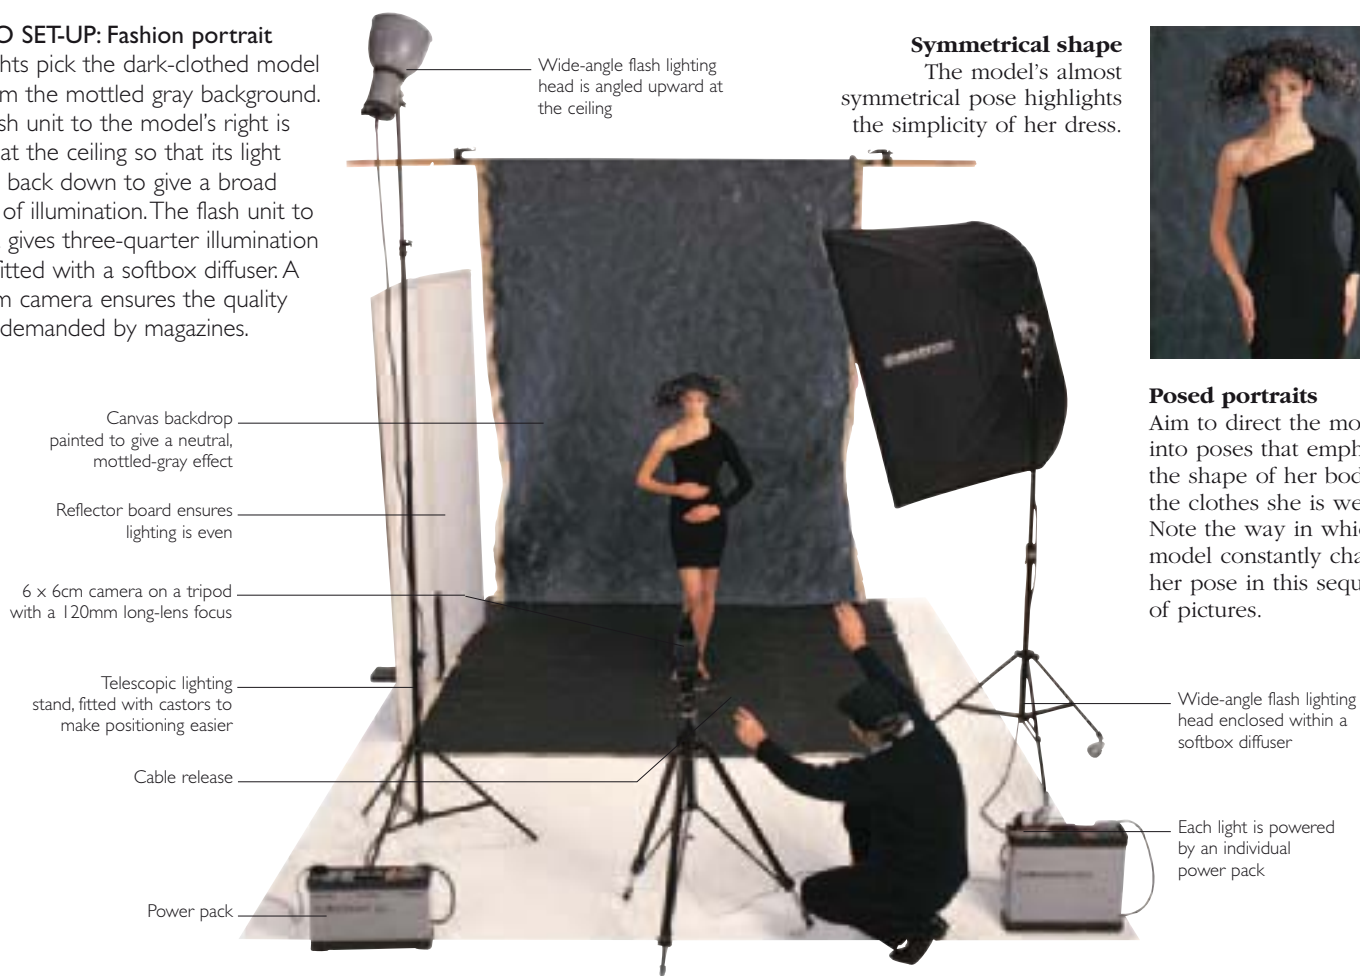 O SET-UP: Fashion portrait
hts pick the dark-clothed model
m the mottled gray background.
sh unit to the model's right is
at the ceiling so that its light
back down to give a broad
of illumination. The flash unit to
gives three-quarter illumination
fitted with a softbox diffuser. A
m camera ensures the quality
demanded by magazines.
Wide-angle flash lighting
head is angled upward at
the ceiling
Symmetrical shape
The model's almost
symmetrical pose highlights
the simplicity of her dress.
Canvas backdrop
painted to give a neutral,
mottled-gray effect
Reflector board ensures
lighting is even
6 x 6cm camera on a tripod
with a 120mm long-lens focus
Telescopic lighting
stand, fitted with castors to
make positioning easier
Cable release
Power pack
Posed portraits
Aim to direct the mo
into poses that emph
the shape of her bod
the clothes she is we
Note the way in whic
model constantly cha
her pose in this sequ
of pictures.
Wide-angle flash lighting
head enclosed within a
softbox diffuser
Each light is powered
by an individual
power pack